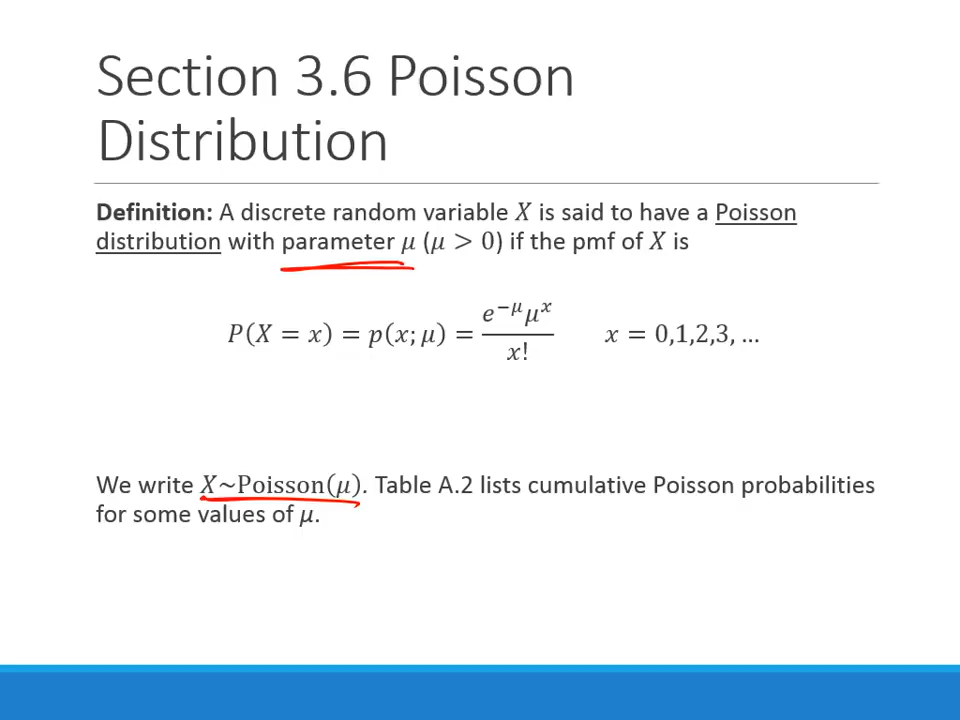 Section 3.6 Poisson
Distribution
Definition: A discrete random variable X is said to have a Poisson
distribution with parameter μ (μ > 0) if the pmf of X is
P(X = x) = p(x; μ) = \frac{e^{-μ}μ^x}{x!} x = 0,1,2,3, …
We write X~Poisson(μ). Table A.2 lists cumulative Poisson probabilities
for some values of μ.